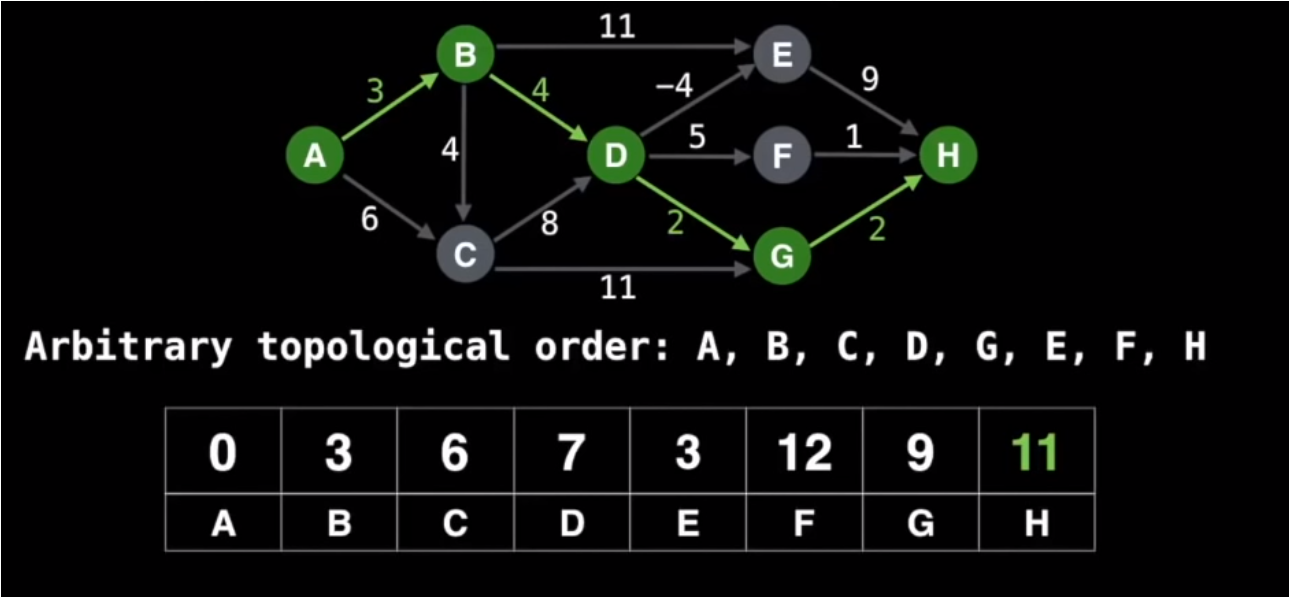 11
B
E
3
4
−4
9
4
5
1
A
D
F
H
6
8
2
2
C
G
11
Arbitrary topological order: A, B, C, D, G, E, F, H
0 3 6 7 3 12 9 11
A B C D E F G H